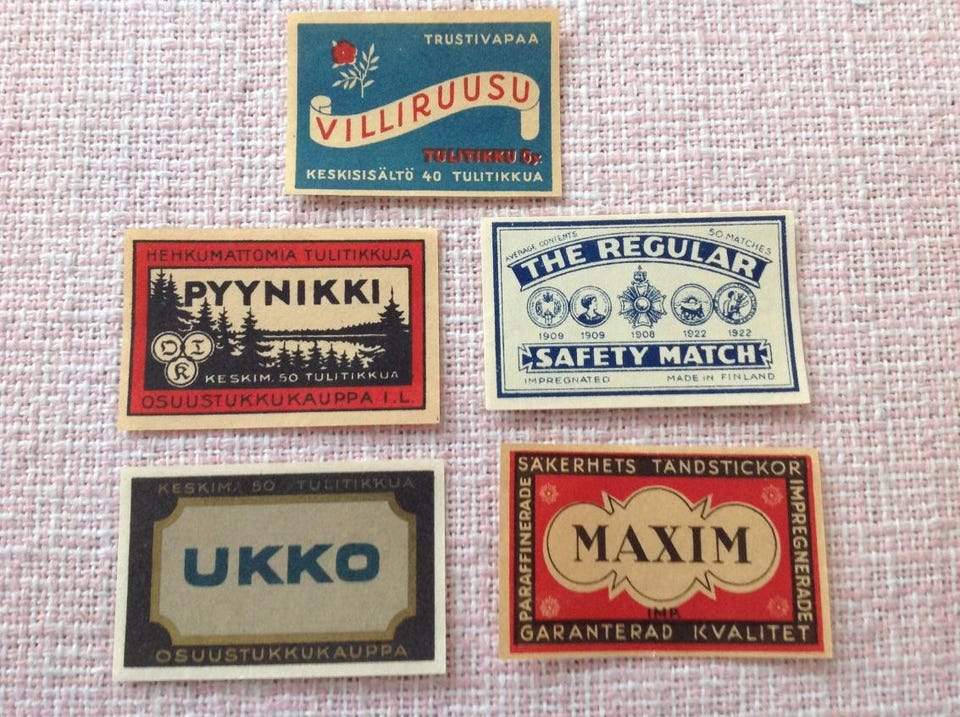 TRUSTIVAPAA
VILLIRUUSU
TULITIKKU Oy
KESKISISÄLTÖ 40 TULITIKKUA
HEHKUMATTOMIA TULITIKKUJA
PYYNIKKI
OTK
KESKIM. 50 TULITIKKUA
OSUUSTUKKUKAUPPA I.L.
AVERAGE CONTENTS
50 MATCHES
THE REGULAR
1909 1909 1908 1922 1922
SAFETY MATCH
IMPREGNATED
MADE IN FINLAND
KESKIM. 50 TULITIKKUA
UKKO
OSUUSTUKKUKAUPPA
SÄKERHETS TÄNDSTICKOR
PARAFFINERADE
IMPREGNERADE
MAXIM
IMP.
GARANTERAD KVALITET